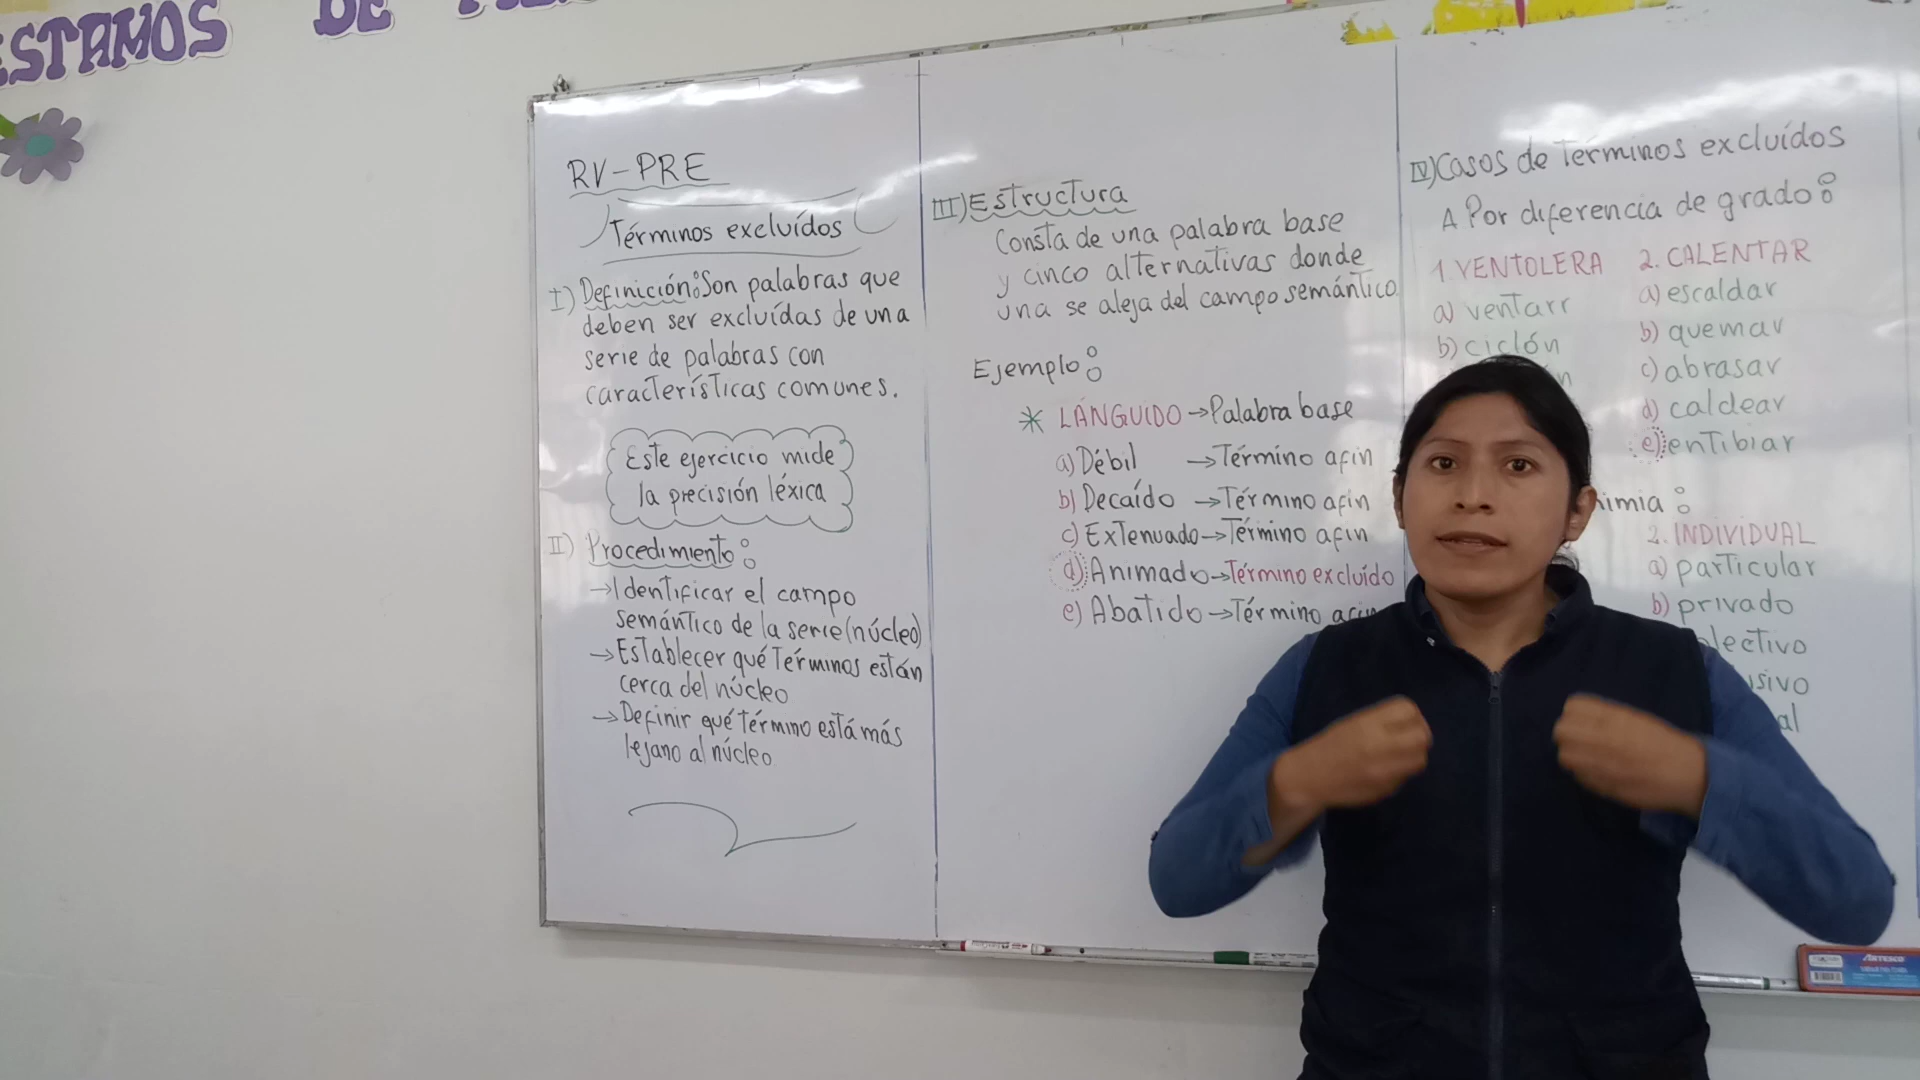 ESTAMOS DE
RV-PRE
Términos excluídos
I) Definición: Son palabras que
deben ser excluídas de una
serie de palabras con
características comunes.
Este ejercicio mide
la precisión léxica
II) Procedimiento:
→Identificar el campo
semántico de la serie(núcleo)
→Establecer qué Términos están
cerca del núcleo
→Definir qué término está más
lejano al núcleo
III) Estructura
Consta de una palabra base
y cinco alternativas donde
una se aleja del campo semántico.
Ejemplo:
* LÁNGUIDO→Palabra base
a) Débil →Término afín
b) Decaído →Término afín
c) Extenuado→Término afín
d) Animado→Término excluído
e) Abatido→Término
IV) Casos de Términos excluídos
A Por diferencia de grado:
1. VENTOLERA
a) ventarr
b) ciclón
2. CALENTAR
a) escaldar
b) quemar
c) abrasar
d) caldear
e) entibiar
nimia:
2. INDIVIDUAL
a) particular
b) privado
lectivo
usivo
al
ARTESCO